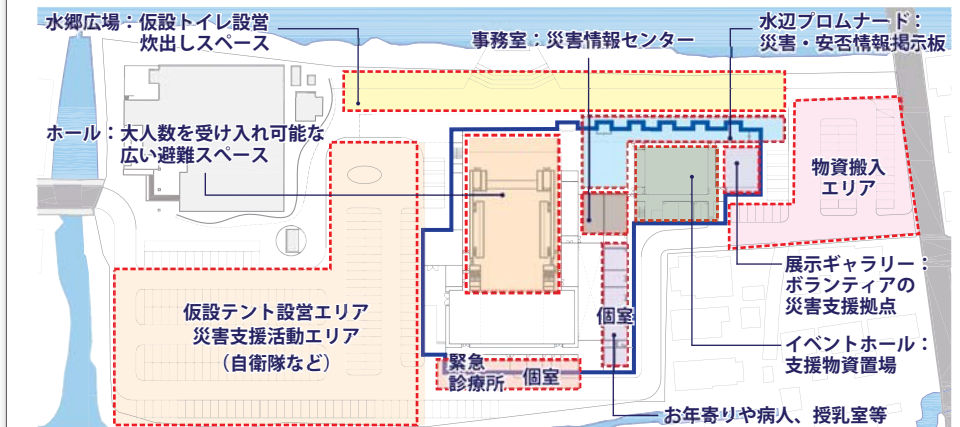 水郷広場：仮設トイレ設営
炊出しスペース
事務室：災害情報センター
水辺プロムナード：
災害・安否情報掲示板
ホール：大人数を受け入れ可能な
広い避難スペース
物資搬入
エリア
仮設テント設営エリア
災害支援活動エリア
（自衛隊など）
個室
展示ギャラリー：
ボランティアの
災害支援拠点
イベントホール：
支援物資置場
緊急
診療所
個室
お年寄りや病人、授乳室等